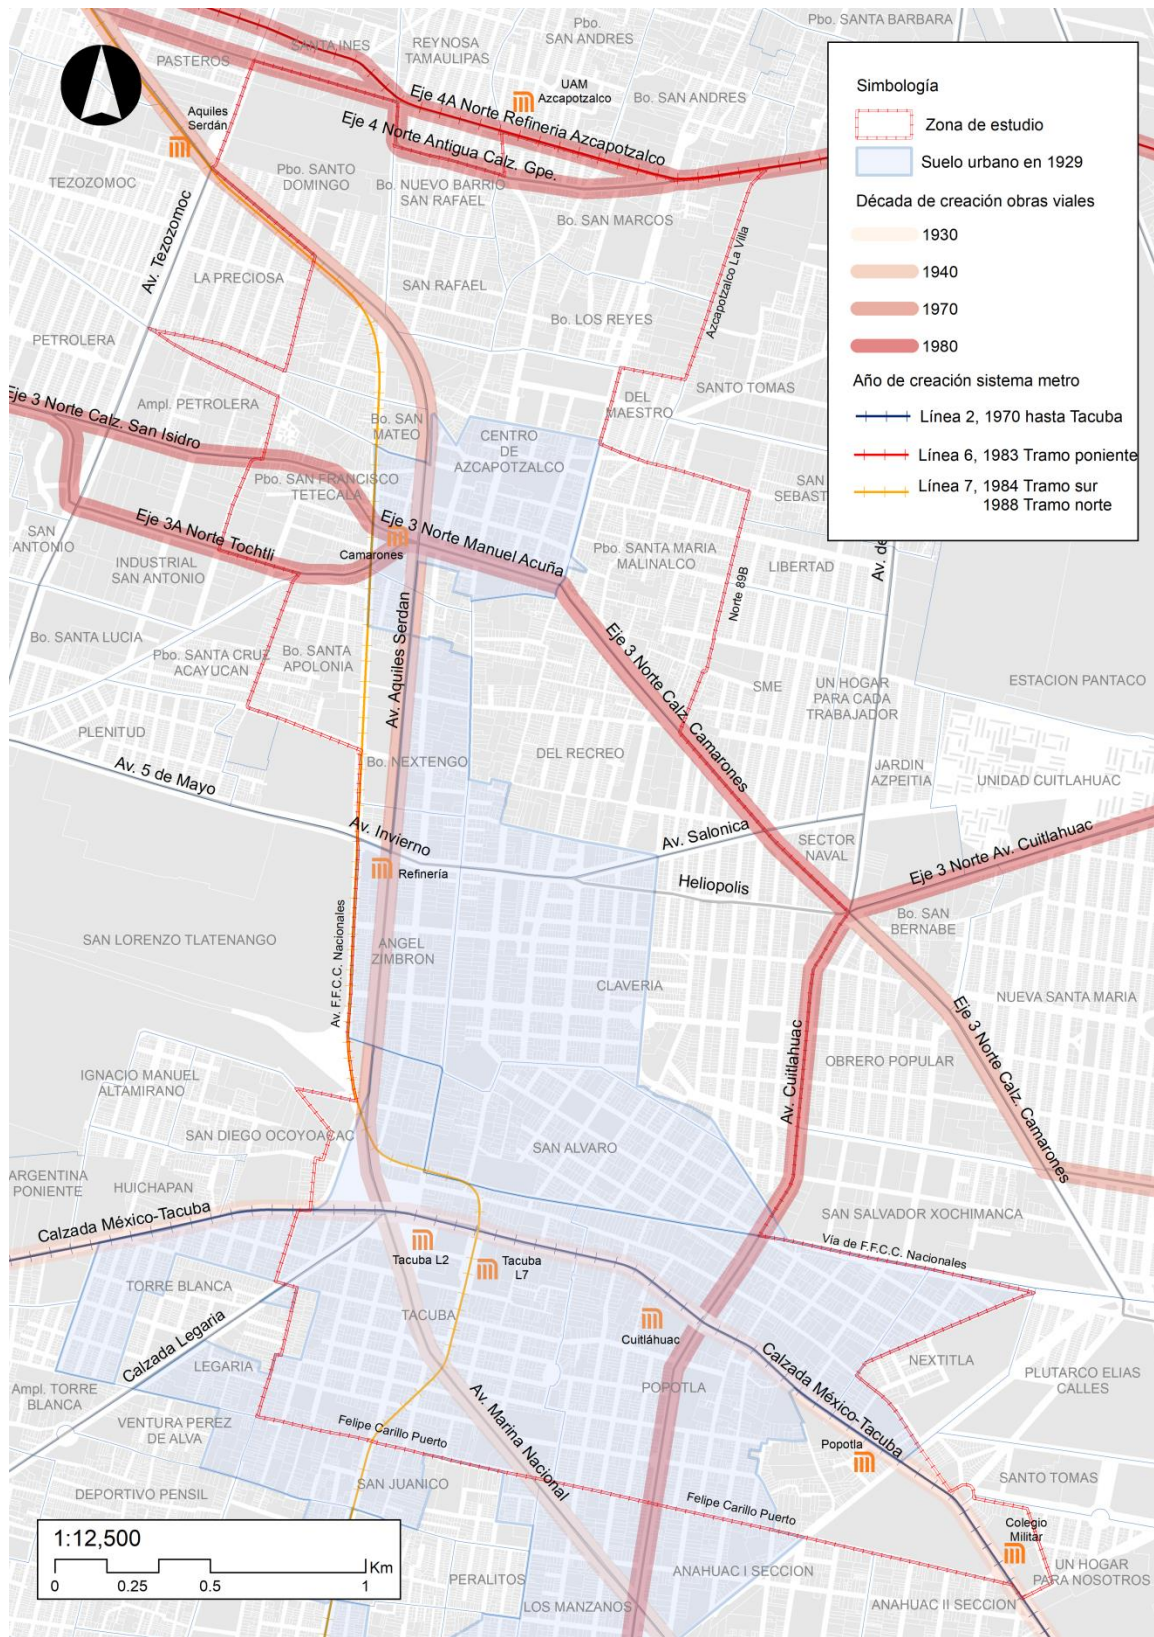 Pbo. SANTA BARBARA
Pbo.
SAN ANDRES
REYNOSA
TAMAULIPAS
SANTA INES
PASTEROS
UAM
Azcapotzalco
Bo. SAN ANDRES
Aquiles
Serdán
Eje 4A Norte Refineria Azcapotzalco
Eje 4 Norte Antigua Calz. Gpe.
TEZOZOMOC
Pbo. SANTO
DOMINGO
Bo. NUEVO BARRIO
SAN RAFAEL
Bo. SAN MARCOS
Av. Tezozomoc
LA PRECIOSA
SAN RAFAEL
Azcapotzalco La Villa
Bo. LOS REYES
PETROLERA
SANTO TOMAS
DEL
MAESTRO
Eje 3 Norte Calz. San Isidro
Ampl. PETROLERA
Bo. SAN
MATEO
CENTRO
DE
AZCAPOTZALCO
Pbo. SAN FRANCISCO
TETECALA
SAN
SEBAST
SAN
ANTONIO
Eje 3A Norte Tochtli
Camarones
Eje 3 Norte Manuel Acuña
Pbo. SANTA MARIA
MALINALCO
INDUSTRIAL
SAN ANTONIO
LIBERTAD
Av. de
Norte 89B
Bo. SANTA LUCIA
Pbo. SANTA CRUZ
ACAYUCAN
Bo. SANTA
APOLONIA
Av. Aquiles Serdan
Eje 3 Norte Calz. Camarones
SME
UN HOGAR
PARA CADA
TRABAJADOR
ESTACION PANTACO
PLENITUD
Av. 5 de Mayo
Bo. NEXTENGO
DEL RECREO
JARDIN
AZPEITIA
UNIDAD CUITLAHUAC
Av. Invierno
Av. Salonica
SECTOR
NAVAL
Eje 3 Norte Av. Cuitlahuac
Refinería
Heliopolis
Bo. SAN
BERNABE
SAN LORENZO TLATENANGO
Av. F.F.C.C. Nacionales
ANGEL
ZIMBRON
CLAVERIA
NUEVA SANTA MARIA
Eje 3 Norte Calz. Camarones
Av. Cuitlahuac
OBRERO POPULAR
IGNACIO MANUEL
ALTAMIRANO
SAN DIEGO OCOYOACAC
SAN ALVARO
ARGENTINA
PONIENTE
HUICHAPAN
Calzada México-Tacuba
SAN SALVADOR XOCHIMANCA
Via de F.F.C.C. Nacionales
Tacuba L2
Tacuba
L7
TORRE BLANCA
Calzada Legaria
TACUBA
Cuitláhuac
LEGARIA
Calzada México-Tacuba
NEXTITLA
PLUTARCO ELIAS
CALLES
Ampl. TORRE
BLANCA
POPOTLA
VENTURA PEREZ
DE ALVA
Felipe Carillo Puerto
Av. Marina Nacional
Popotla
SANTO TOMAS
SAN JUANICO
DEPORTIVO PENSIL
Felipe Carillo Puerto
Colegio
Militar
UN HOGAR
PARA NOSOTROS
ANAHUAC I SECCION
PERALITOS
LOS MANZANOS
ANAHUAC II SECCION
Simbología
Zona de estudio
Suelo urbano en 1929
Década de creación obras viales
1930
1940
1970
1980
Año de creación sistema metro
Línea 2, 1970 hasta Tacuba
Línea 6, 1983 Tramo poniente
Línea 7, 1984 Tramo sur
1988 Tramo norte
1:12,500
Km
0 0.25 0.5 1